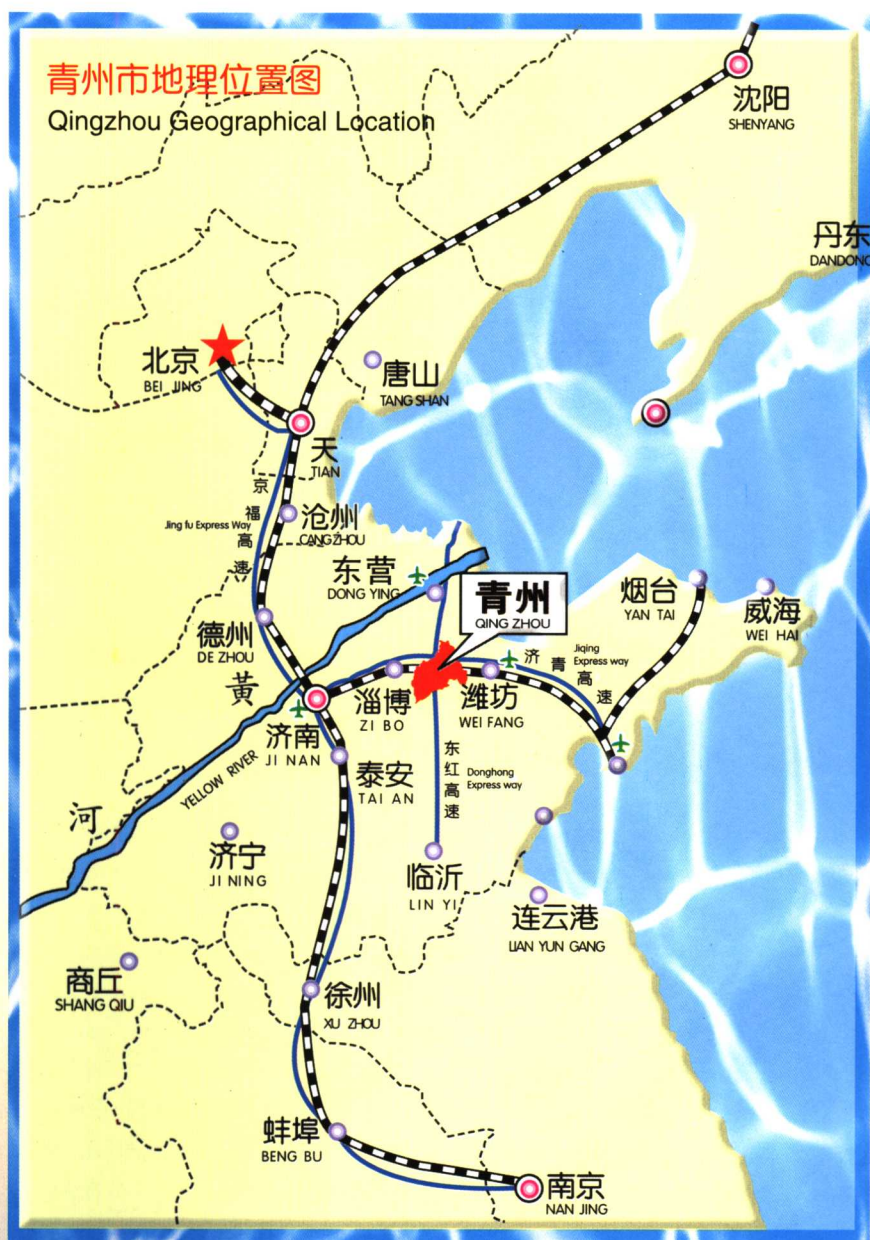 青州市地理位置图
Qingzhou Geographical Location
沈阳
SHENYANG
丹东
DANDONG
北京
BEI JING
唐山
TANG SHAN
天
TIAN
京福高速
Jing fu Express Way
沧州
CANGZHOU
东营
DONG YING
青州
QING ZHOU
烟台
YAN TAI
威海
WEI HAI
德州
DE ZHOU
黄
济青高速
Jiqing
Express way
淄博
ZI BO
潍坊
WEI FANG
济南
JI NAN
YELLOW RIVER
泰安
TAI AN
东红高速
Donghong
Express way
河
济宁
JI NING
临沂
LIN YI
连云港
LIAN YUN GANG
商丘
SHANG QIU
徐州
XU ZHOU
蚌埠
BENG BU
南京
NAN JING